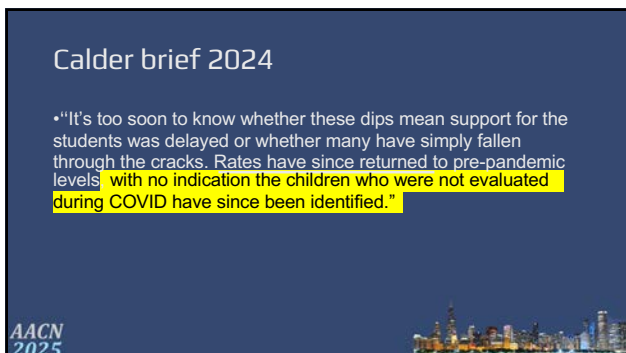 Calder brief 2024
•“It’s too soon to know whether these dips mean support for the
students was delayed or whether many have simply fallen
through the cracks. Rates have since returned to pre-pandemic
levels with no indication the children who were not evaluated
during COVID have since been identified.”
AACN
2025